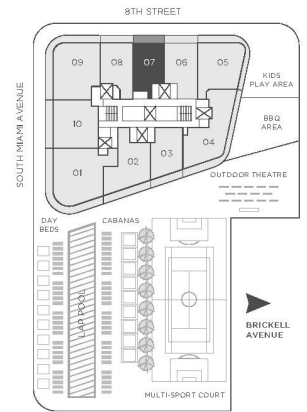 8TH STREET
SOUTH MIAMI AVENUE
09
08
07
06
05
KIDS
PLAY AREA
10
BBQ
AREA
04
03
02
01
OUTDOOR THEATRE
DAY
BEDS
CABANAS
LAP POOL
BRICKELL
AVENUE
MULTI-SPORT COURT